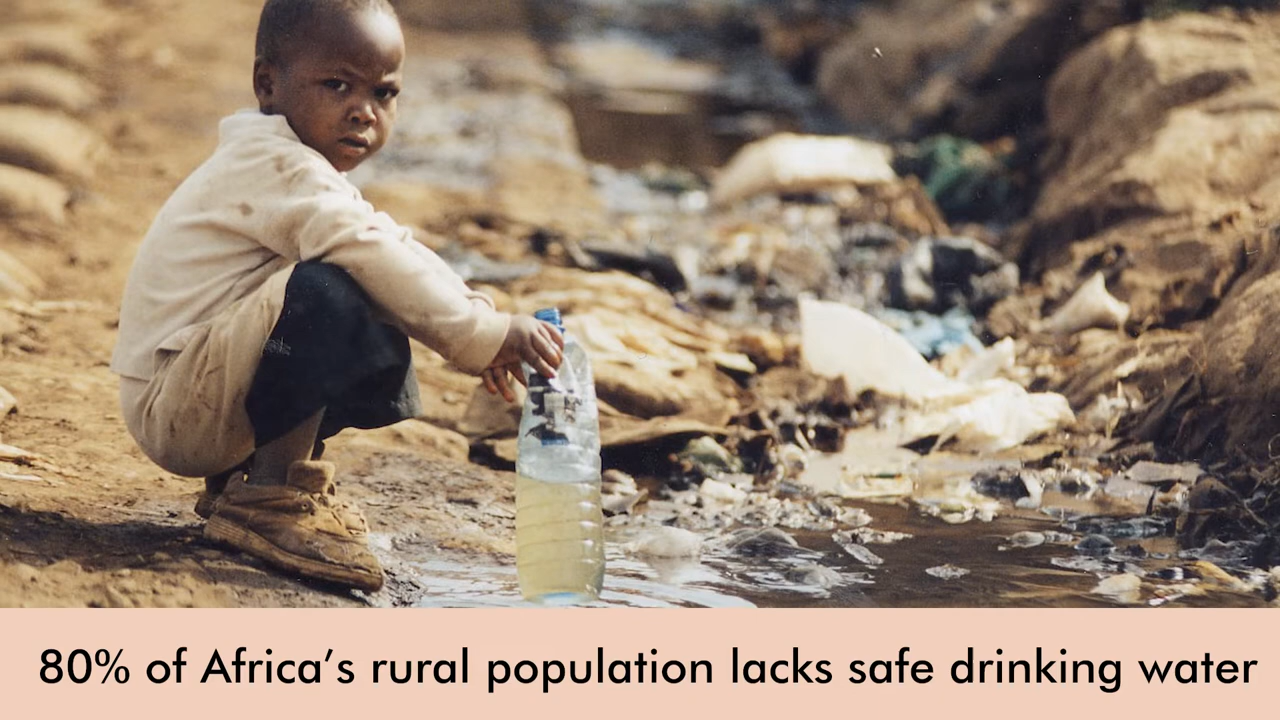 80% of Africa’s rural population lacks safe drinking water